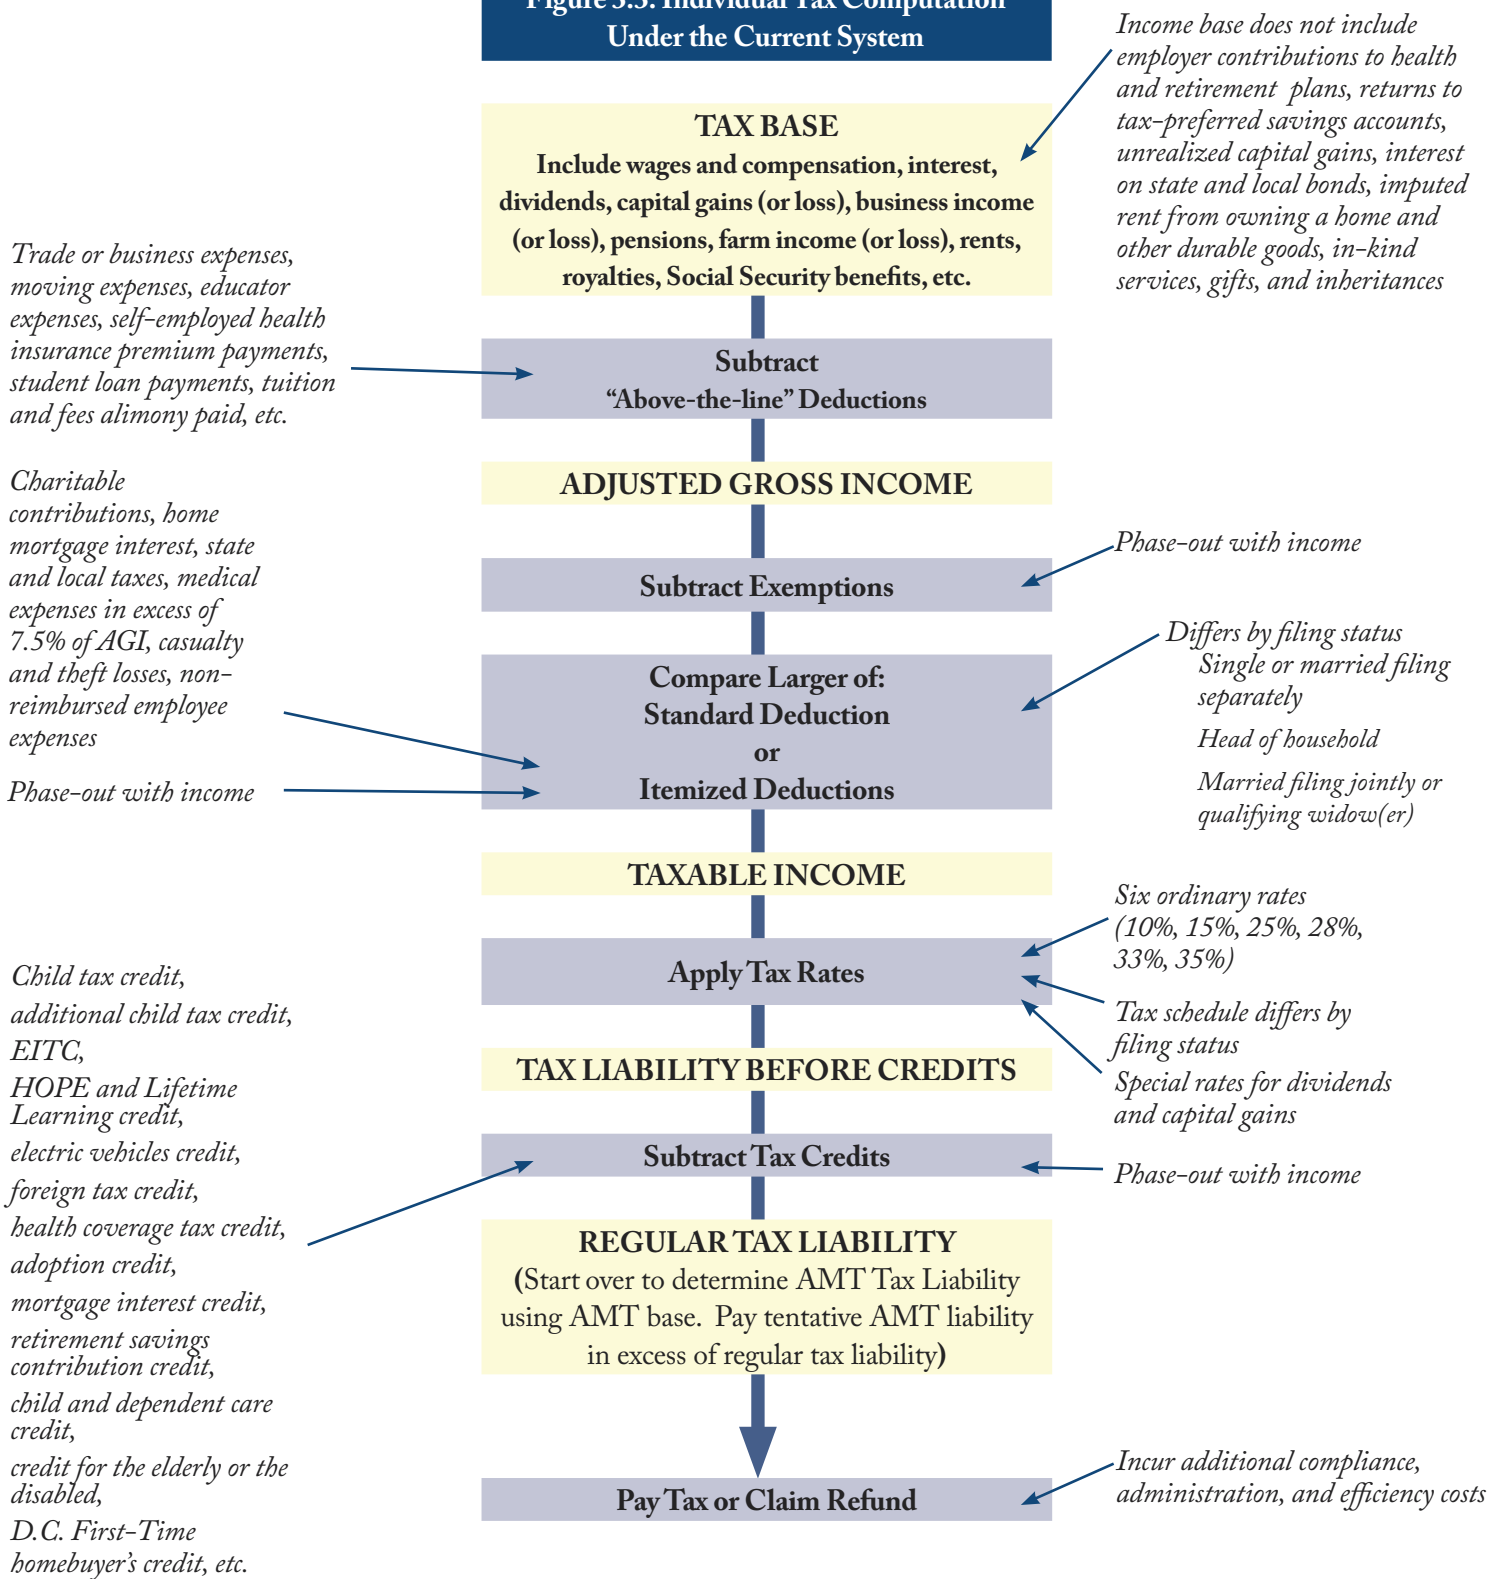 Figure 3.3. Individual Tax Computation
Under the Current System
Income base does not include
employer contributions to health
and retirement plans, returns to
tax-preferred savings accounts,
unrealized capital gains, interest
on state and local bonds, imputed
rent from owning a home and
other durable goods, in-kind
services, gifts, and inheritances
TAX BASE
Include wages and compensation, interest,
dividends, capital gains (or loss), business income
(or loss), pensions, farm income (or loss), rents,
royalties, Social Security benefits, etc.
Trade or business expenses,
moving expenses, educator
expenses, self-employed health
insurance premium payments,
student loan payments, tuition
and fees alimony paid, etc.
Subtract
“Above-the-line” Deductions
ADJUSTED GROSS INCOME
Charitable
contributions, home
mortgage interest, state
and local taxes, medical
expenses in excess of
7.5% of AGI, casualty
and theft losses, non-
reimbursed employee
expenses
Phase-out with income
Phase-out with income
Subtract Exemptions
Differs by filing status
Single or married filing
separately
Head of household
Married filing jointly or
qualifying widow(er)
Compare Larger of:
Standard Deduction
or
Itemized Deductions
TAXABLE INCOME
Six ordinary rates
(10%, 15%, 25%, 28%,
33%, 35%)
Apply Tax Rates
Tax schedule differs by
filing status
Special rates for dividends
and capital gains
TAX LIABILITY BEFORE CREDITS
Child tax credit,
additional child tax credit,
EITC,
HOPE and Lifetime
Learning credit,
electric vehicles credit,
foreign tax credit,
health coverage tax credit,
adoption credit,
mortgage interest credit,
retirement savings
contribution credit,
child and dependent care
credit,
credit for the elderly or the
disabled,
D.C. First-Time
homebuyer’s credit, etc.
Subtract Tax Credits
Phase-out with income
REGULAR TAX LIABILITY
(Start over to determine AMT Tax Liability
using AMT base. Pay tentative AMT liability
in excess of regular tax liability)
Pay Tax or Claim Refund
Incur additional compliance,
administration, and efficiency costs